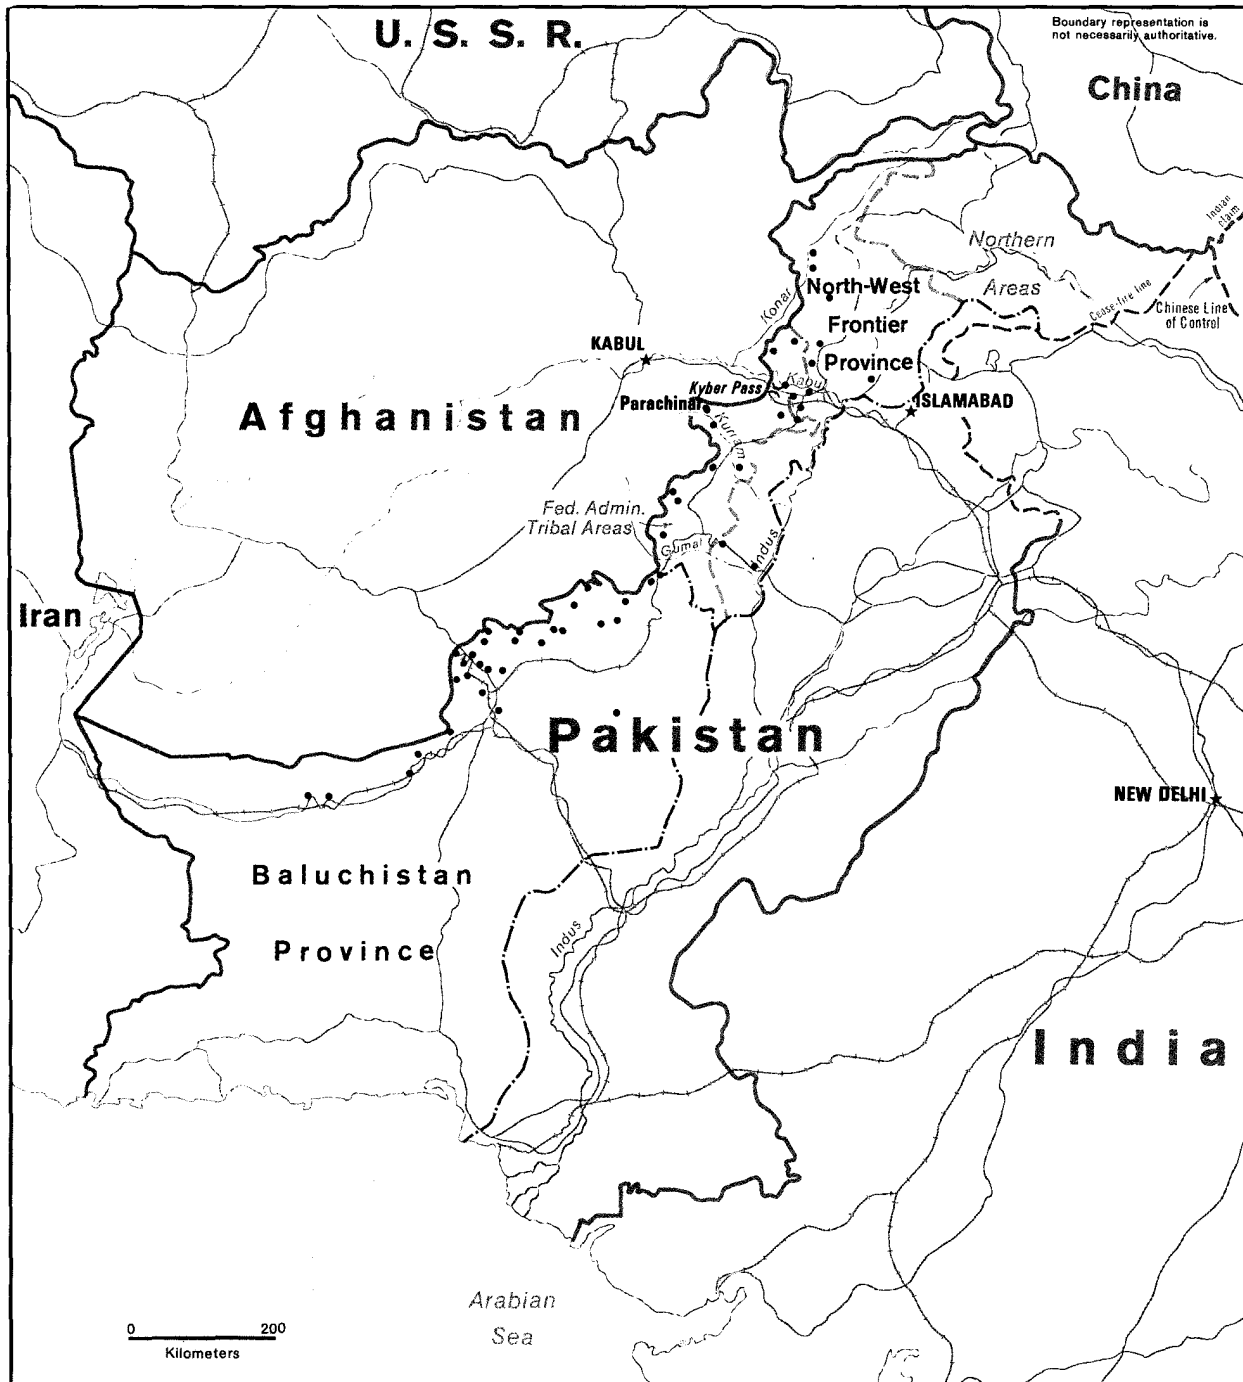 U. S. S. R.
Boundary representation is
not necessarily authoritative.
China
Indian
claim
Northern
Areas
Cease-fire line
Chinese Line
of Control
North-West
Frontier
Province
Konar
KABUL
Kabul
Kyber Pass
Parachinar
ISLAMABAD
Afghanistan
Kurram
Fed. Admin.
Tribal Areas
Gumal
Indus
Iran
Pakistan
NEW DELHI
Baluchistan
Province
Indus
India
Arabian
Sea
0 200
Kilometers